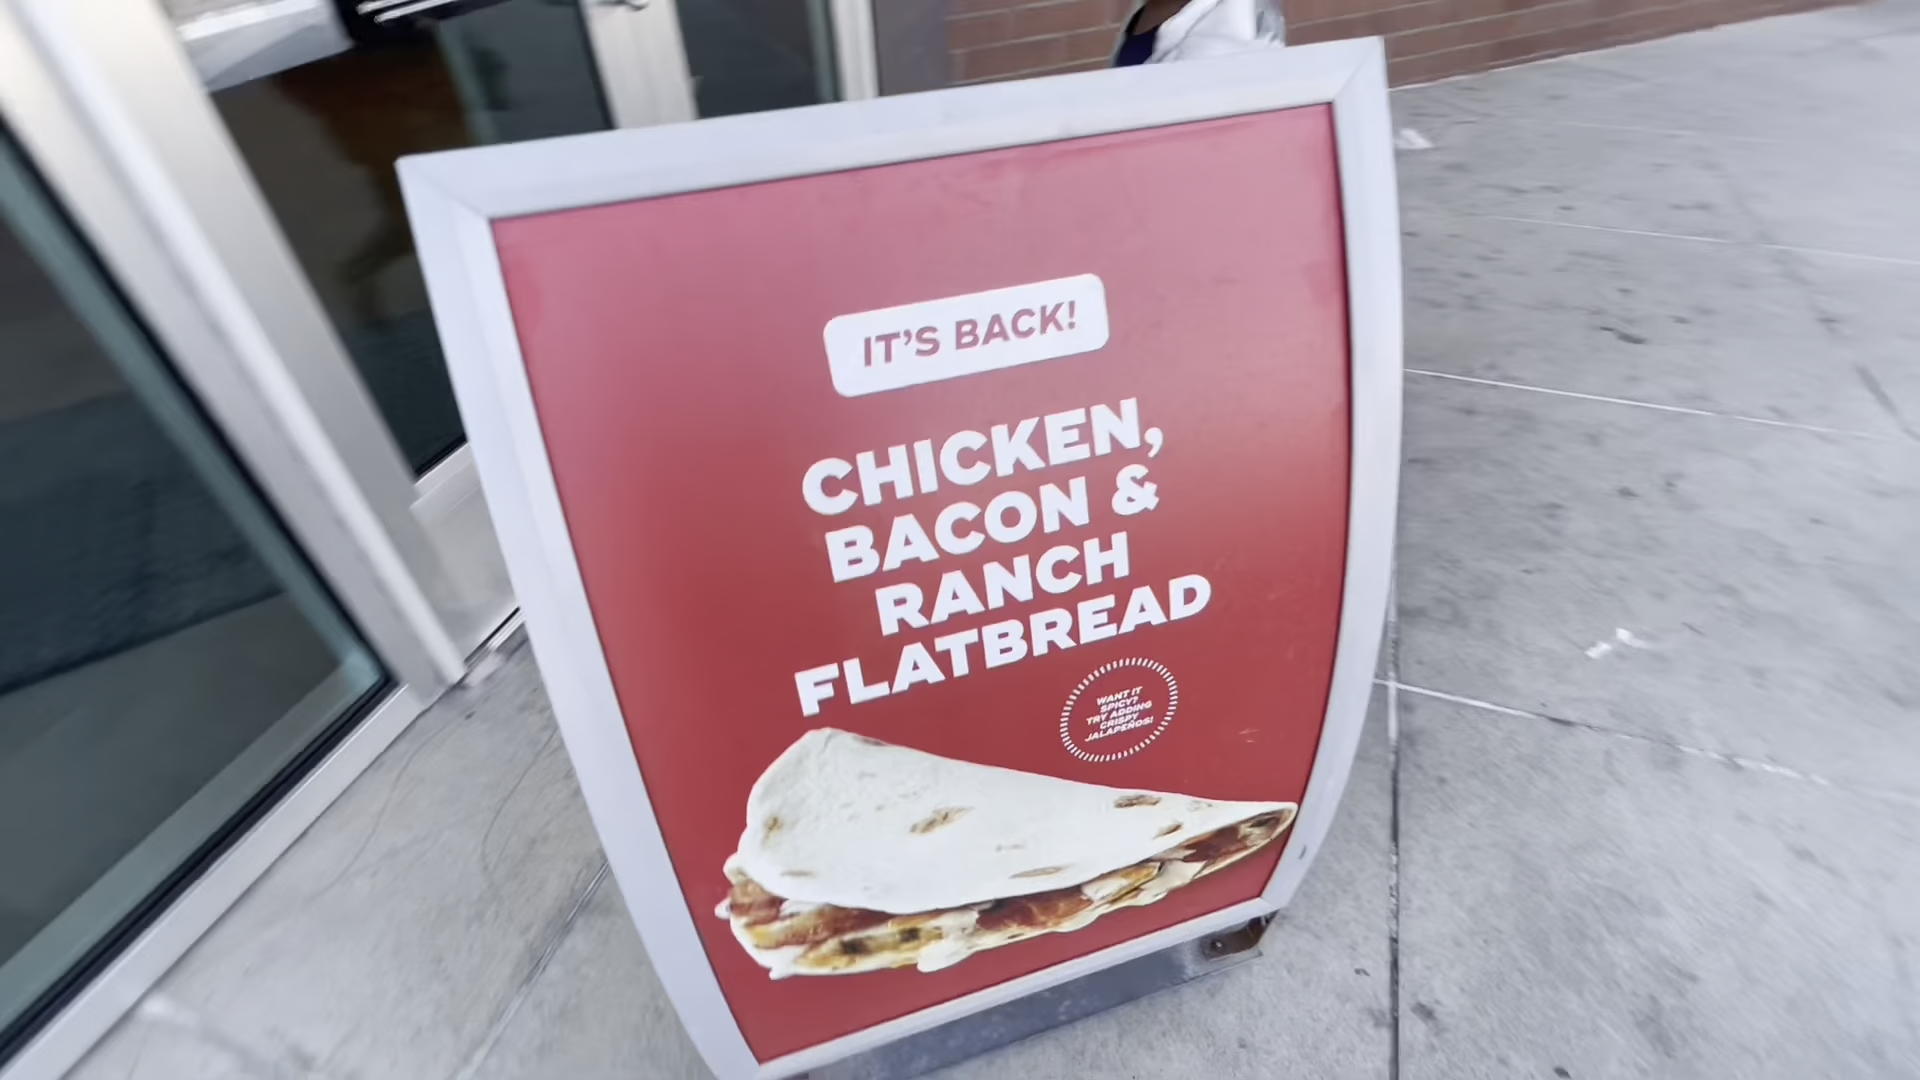 IT'S BACK!
CHICKEN,
BACON &
RANCH
FLATBREAD
WANT IT
SPICY?
TRY ADDING
CRISPY
JALAPEÑOS!